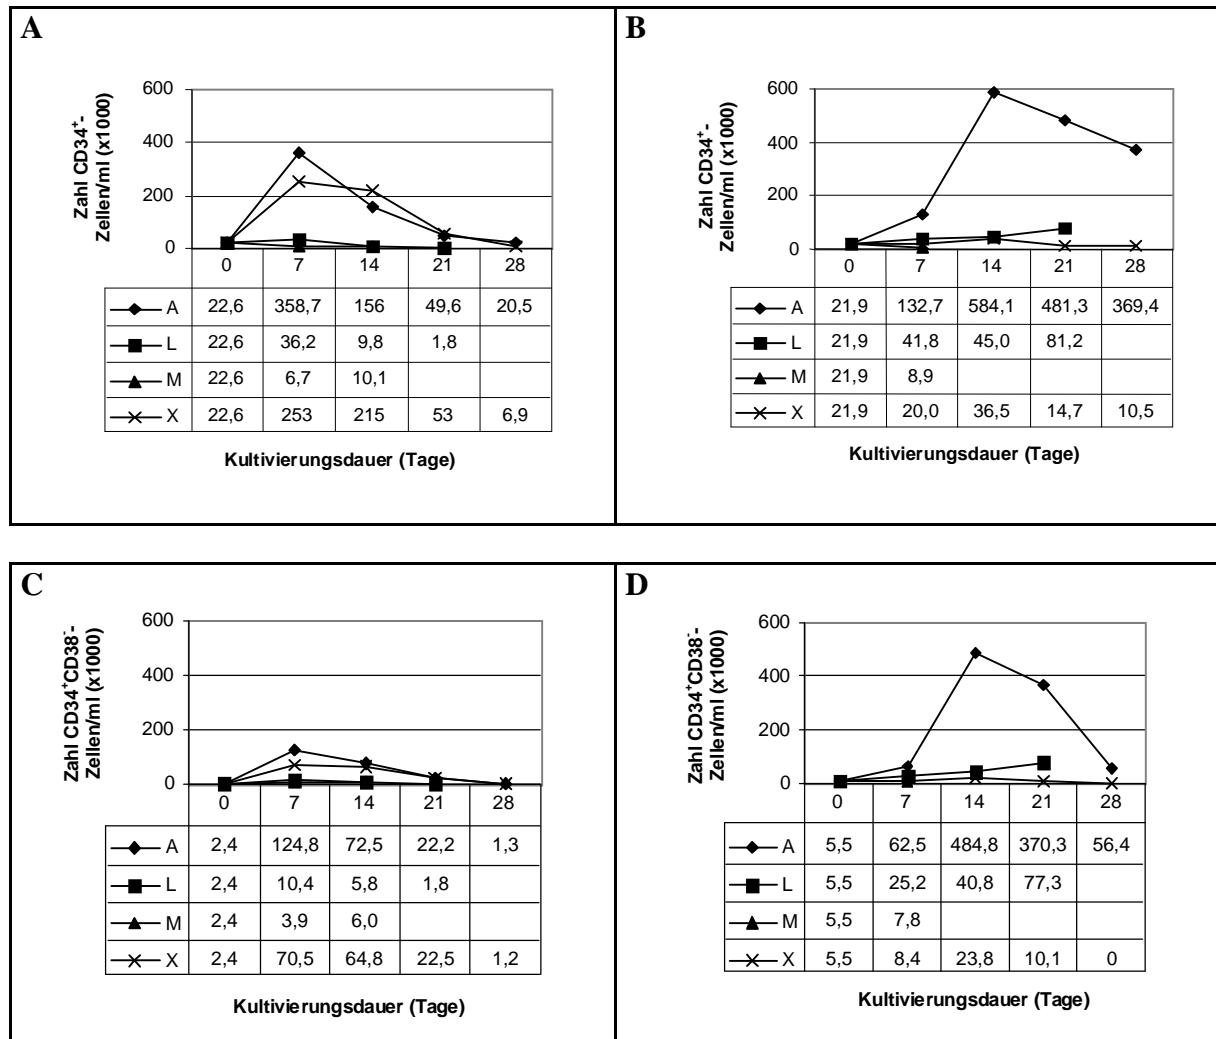 A
Zahl CD34⁺-
Zellen/ml (x1000)
600
400
200
0
0 7 14 21 28
A 22,6 358,7 156 49,6 20,5
L 22,6 36,2 9,8 1,8
M 22,6 6,7 10,1
X 22,6 253 215 53 6,9
Kultivierungsdauer (Tage)
B
Zahl CD34⁺-
Zellen/ml (x1000)
600
400
200
0
0 7 14 21 28
A 21,9 132,7 584,1 481,3 369,4
L 21,9 41,8 45,0 81,2
M 21,9 8,9
X 21,9 20,0 36,5 14,7 10,5
Kultivierungsdauer (Tage)
C
Zahl CD34⁺CD38⁻-
Zellen/ml (x1000)
600
400
200
0
0 7 14 21 28
A 2,4 124,8 72,5 22,2 1,3
L 2,4 10,4 5,8 1,8
M 2,4 3,9 6,0
X 2,4 70,5 64,8 22,5 1,2
Kultivierungsdauer (Tage)
D
Zahl CD34⁺CD38⁻-
Zellen/ml (x1000)
600
400
200
0
0 7 14 21 28
A 5,5 62,5 484,8 370,3 56,4
L 5,5 25,2 40,8 77,3
M 5,5 7,8
X 5,5 8,4 23,8 10,1 0
Kultivierungsdauer (Tage)